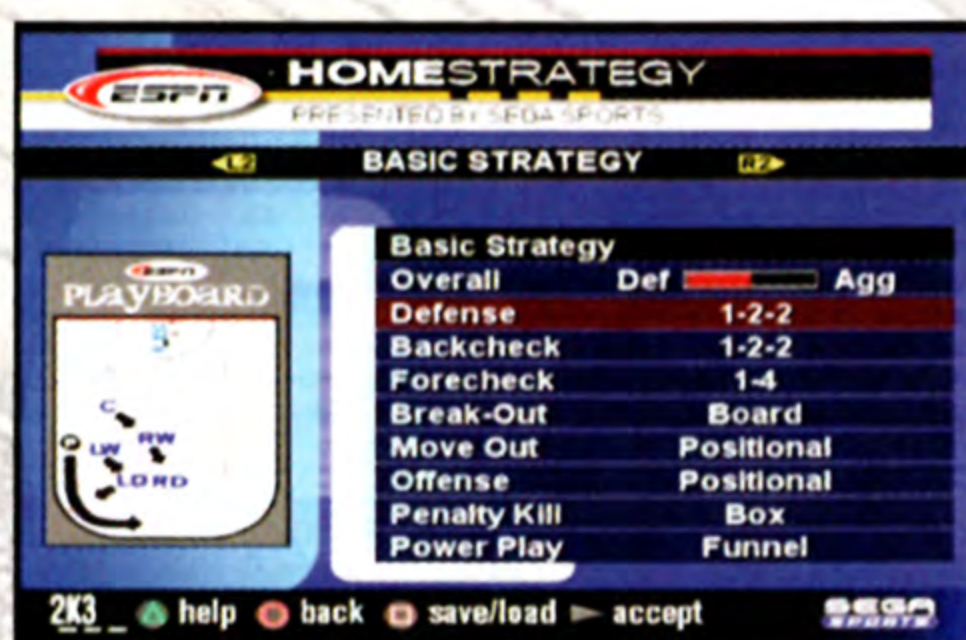 ESPN
HOMESTRATEGY
PRESENTED BY SEGA SPORTS
L2 BASIC STRATEGY R2
ESPN
PLAYBOARD
C
LW RW
LD RD
Basic Strategy
Overall Def Agg
Defense 1-2-2
Backcheck 1-2-2
Forecheck 1-4
Break-Out Board
Move Out Positional
Offense Positional
Penalty Kill Box
Power Play Funnel
2K3 help back save/load accept
SEGA
SPORTS